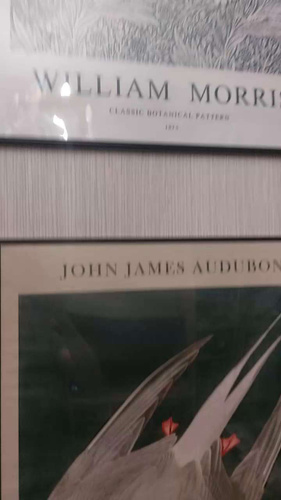 WILLIAM MORRIS
CLASSIC BOTANICAL PATTERN
JOHN JAMES AUDUBON